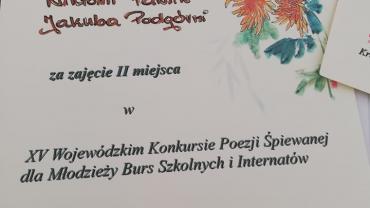 Jakuba Podgórni
za zajęcie II miejsca
w
XV Wojewódzkim Konkursie Poezji Śpiewanej
dla Młodzieży Burs Szkolnych i Internatów